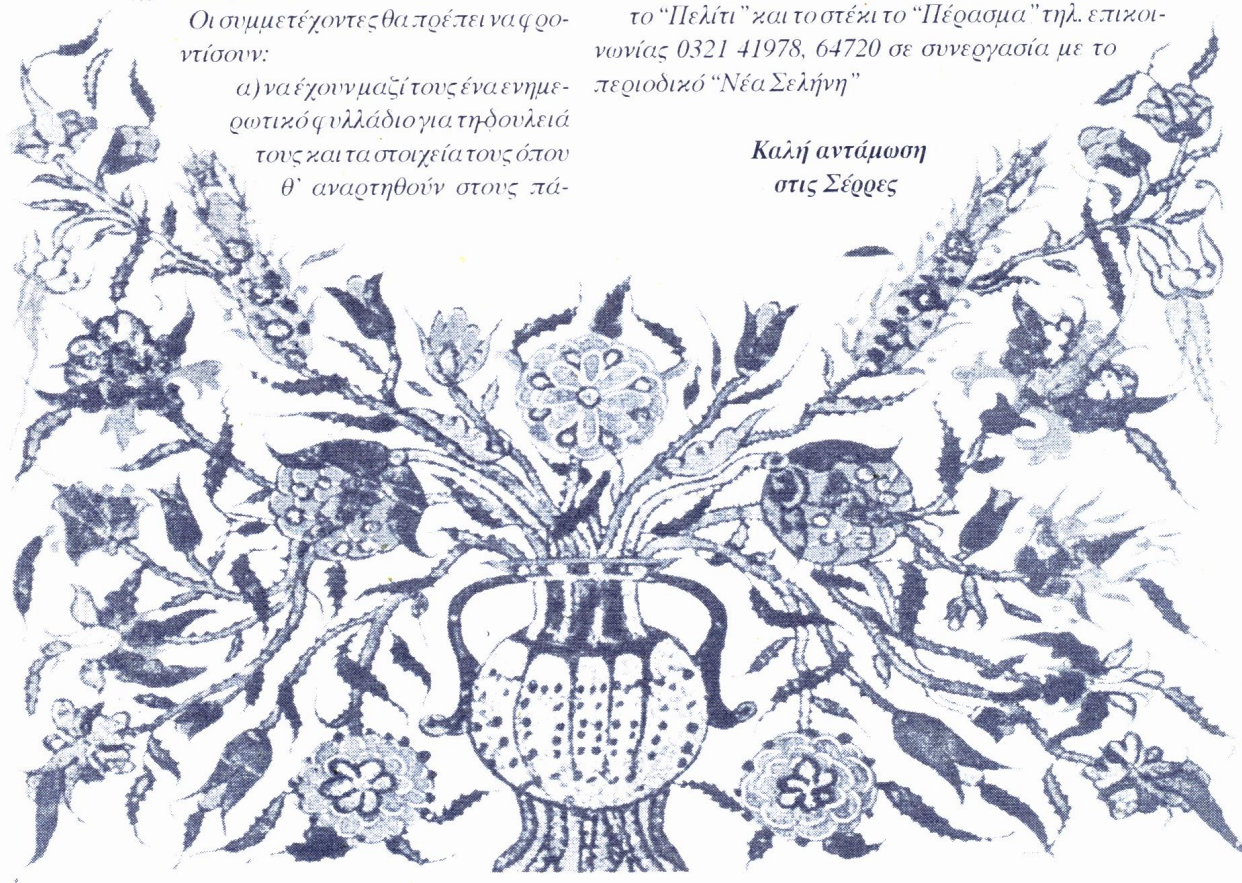 Οι συμμετέχοντες θα πρέπει να φρο-
ντίσουν:
α) να έχουν μαζί τους ένα ενημε-
ρωτικό φυλλάδιο για τη δουλειά
τους και τα στοιχεία τους όπου
θ' αναρτηθούν στους πά-
το “Πελίτι” και το στέκι το “Πέρασμα” τηλ. επικοι-
νωνίας 0321 41978, 64720 σε συνεργασία με το
περιοδικό “Νέα Σελήνη”
Καλή αντάμωση
στις Σέρρες